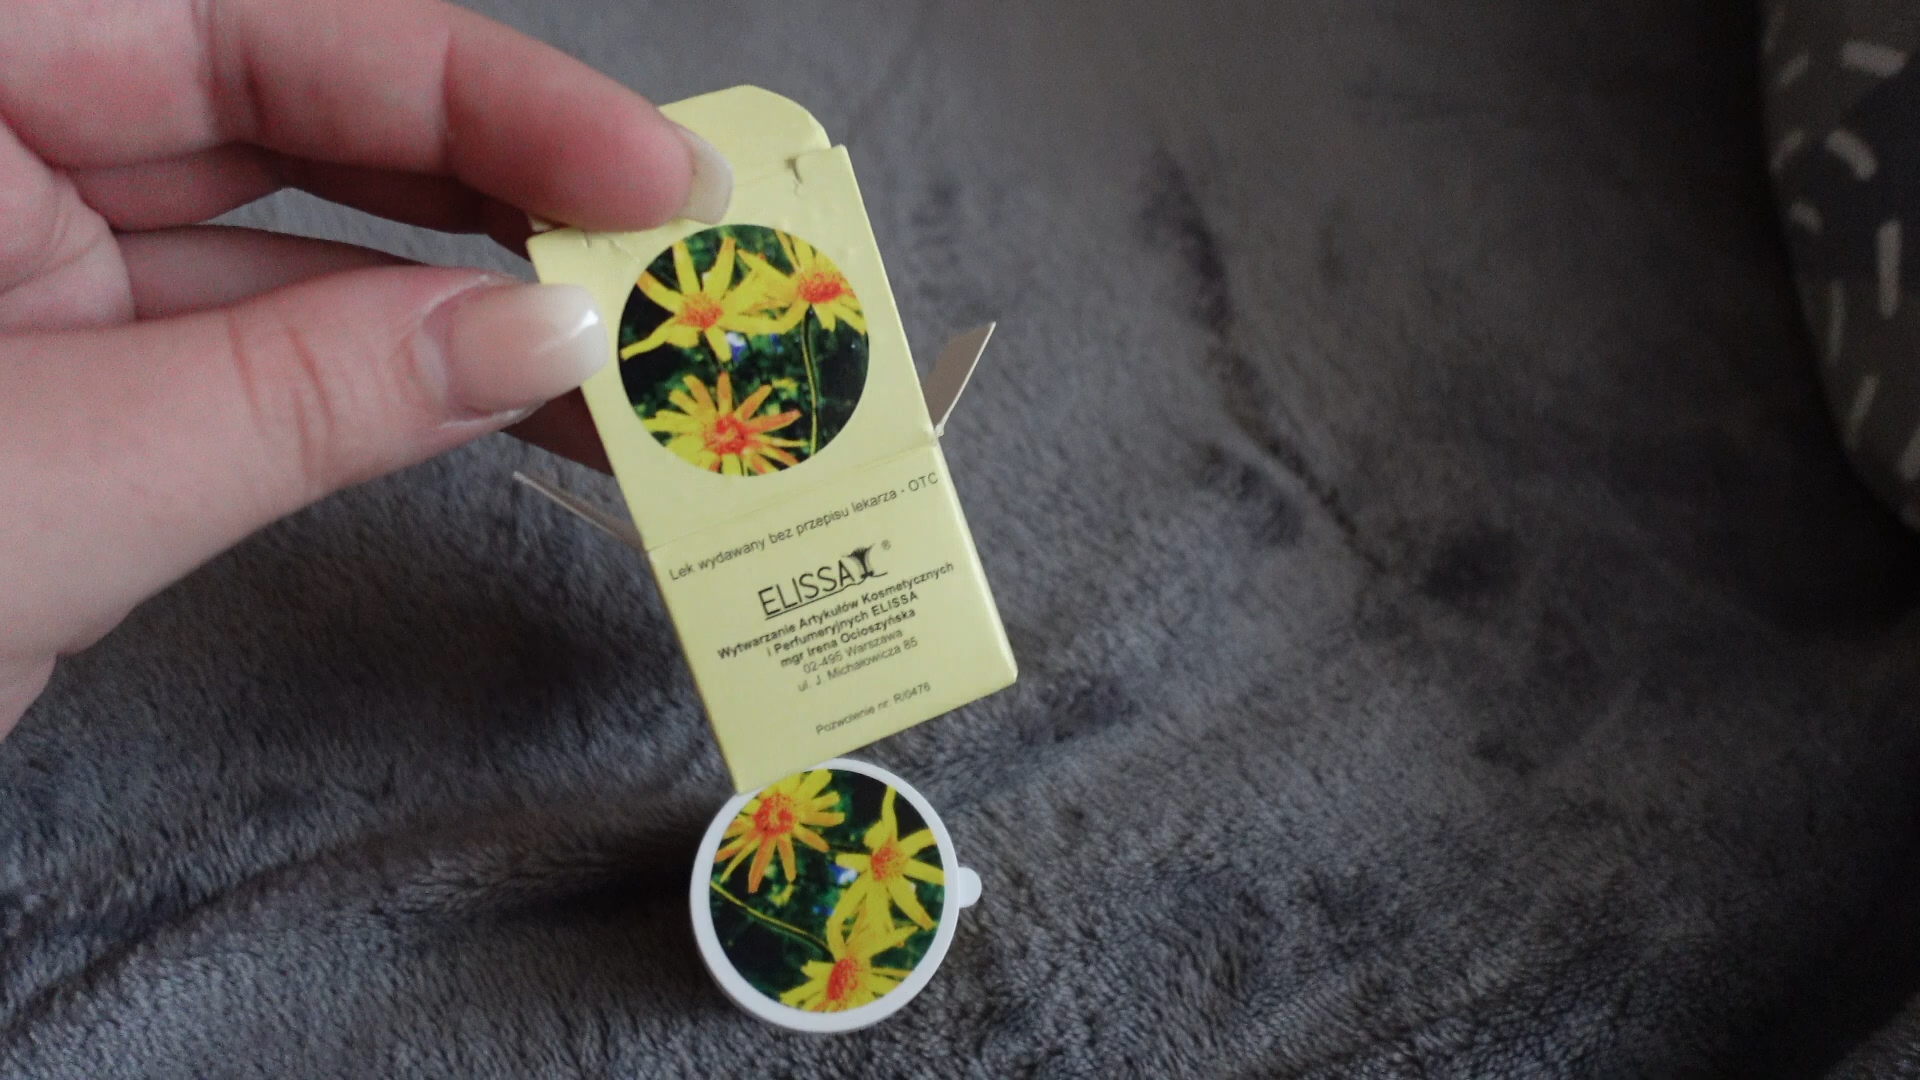 Lek wydawany bez przepisu lekarza - OTC
ELISSA ®
Wytwarzanie Artykułów Kosmetycznych
i Perfumeryjnych ELISSA
mgr Irena Ocioszyńska
02-495 Warszawa
ul. J. Michałowicza 85
Pozwolenie nr. R/0476